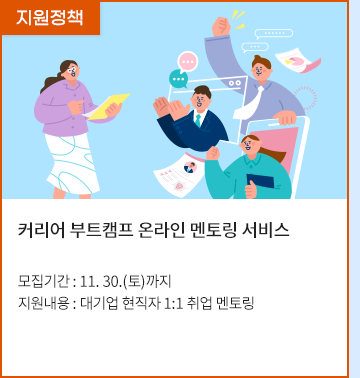 지원정책
커리어 부트캠프 온라인 멘토링 서비스
모집기간 : 11. 30.(토)까지
지원내용 : 대기업 현직자 1:1 취업 멘토링